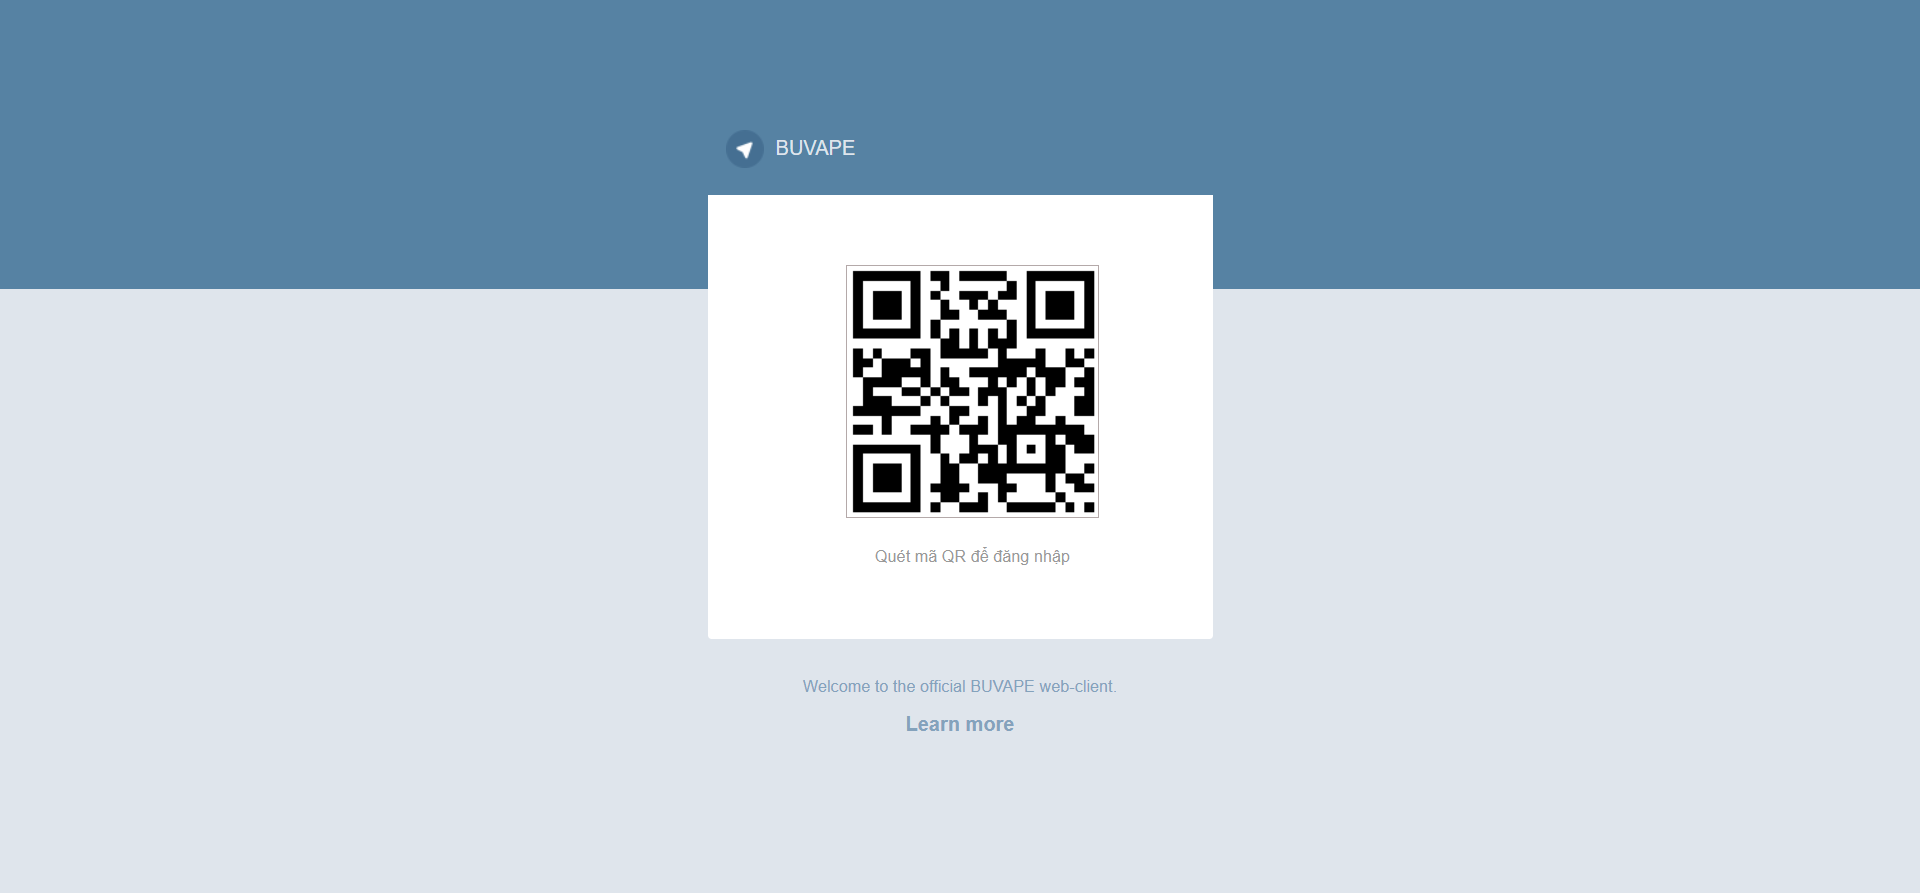 BUVAPE
Quét mã QR để đăng nhập
Welcome to the official BUVAPE web-client.
Learn more